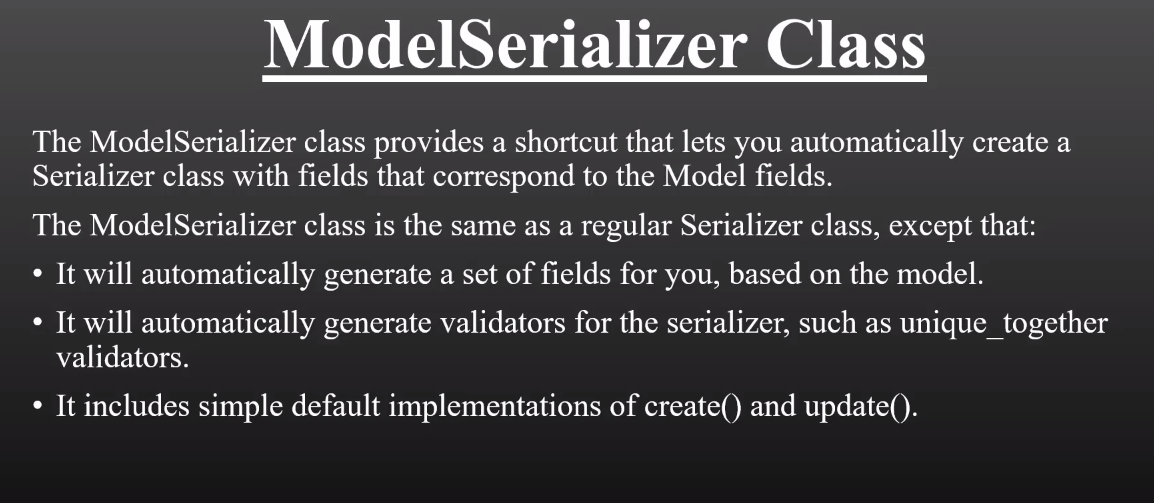 ModelSerializer Class
The ModelSerializer class provides a shortcut that lets you automatically create a
Serializer class with fields that correspond to the Model fields.
The ModelSerializer class is the same as a regular Serializer class, except that:
• It will automatically generate a set of fields for you, based on the model.
• It will automatically generate validators for the serializer, such as unique_together
validators.
• It includes simple default implementations of create() and update().